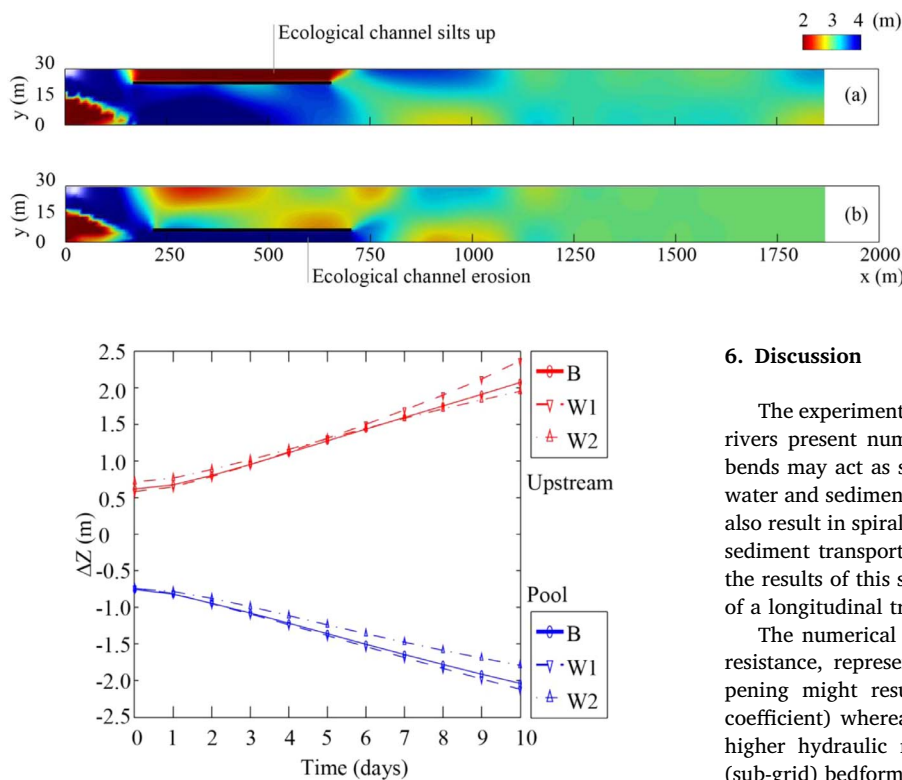 2 3 4 (m)
Ecological channel silts up
30
15
0
y (m)
(a)
30
15
0
y (m)
(b)
0 250 500 750 1000 1250 1500 1750 2000
Ecological channel erosion
x (m)
2.5
2.0
1.5
1.0
0.5
0
-0.5
-1.0
-1.5
-2.0
-2.5
ΔZ (m)
0 1 2 3 4 5 6 7 8 9 10
Time (days)
B
W1
W2
Upstream
Pool
B
W1
W2
6. Discussion
The experiment
rivers present num
bends may act as s
water and sediment
also result in spiral
sediment transport
the results of this s
of a longitudinal tr
The numerical
resistance, represe
pening might resu
coefficient) wherea
higher hydraulic r
(sub-grid) bedform